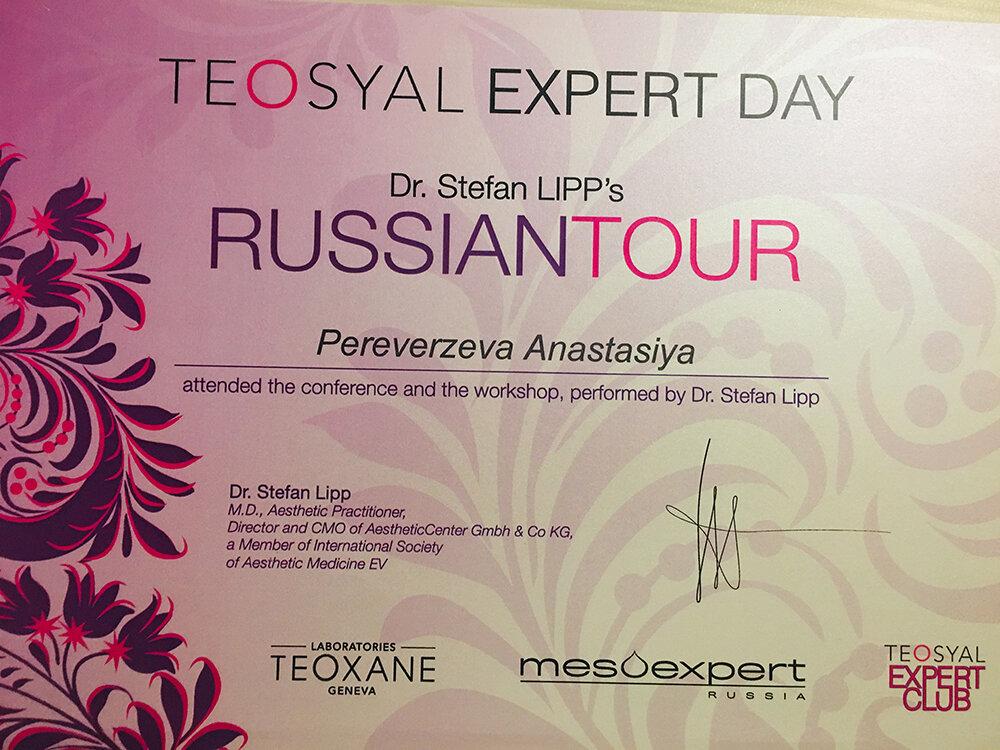 TEOSYAL EXPERT DAY
Dr. Stefan LIPP's
RUSSIANTOUR
Pereverzeva Anastasiya
attended the conference and the workshop, performed by Dr. Stefan Lipp
Dr. Stefan Lipp
M.D., Aesthetic Practitioner,
Director and CMO of AestheticCenter Gmbh & Co KG,
a Member of International Society
of Aesthetic Medicine EV
LABORATORIES
TEOXANE
GENEVA
mesoexpert
RUSSIA
TEOSYAL
EXPERT
CLUB